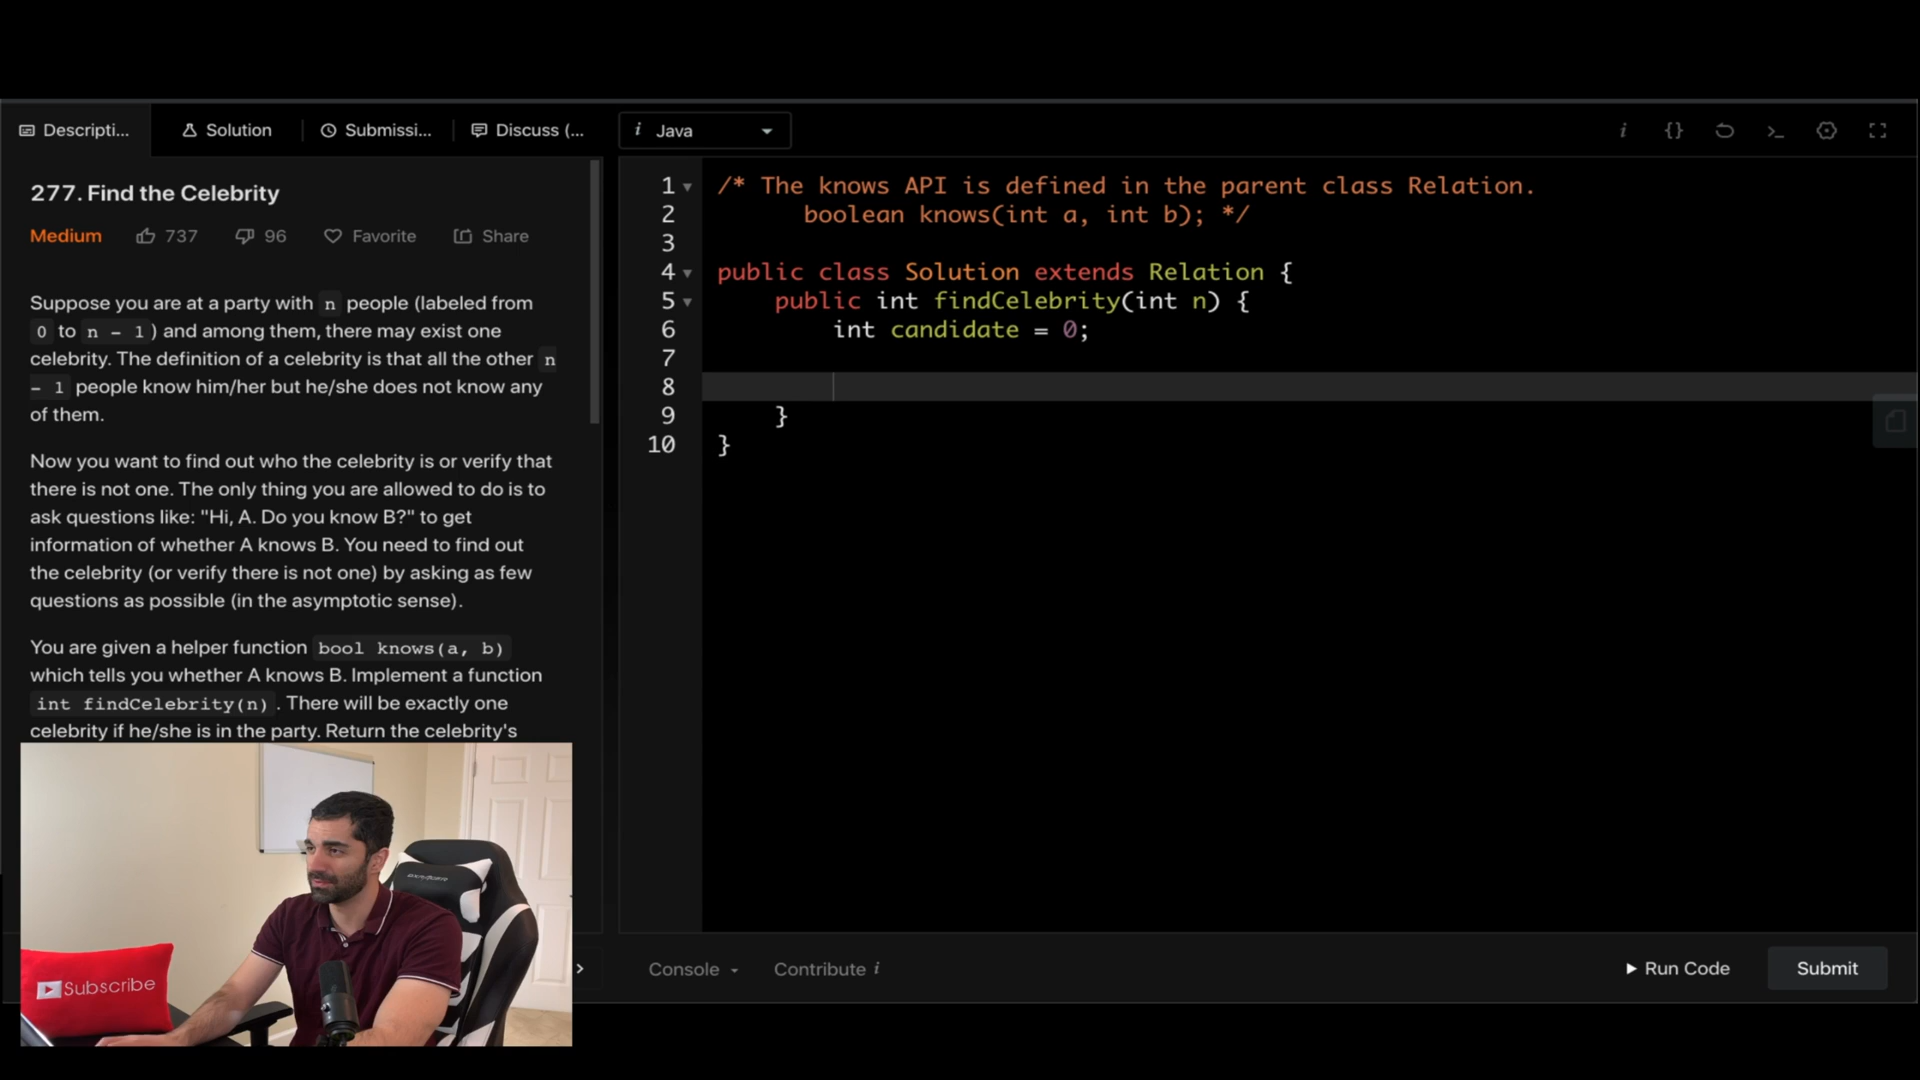 Descripti...
Solution
Submissi...
Discuss (...
i Java
i {} >_
277. Find the Celebrity
Medium 737 96 Favorite Share
Suppose you are at a party with n people (labeled from
0 to n - 1 ) and among them, there may exist one
celebrity. The definition of a celebrity is that all the other n
- 1 people know him/her but he/she does not know any
of them.
Now you want to find out who the celebrity is or verify that
there is not one. The only thing you are allowed to do is to
ask questions like: "Hi, A. Do you know B?" to get
information of whether A knows B. You need to find out
the celebrity (or verify there is not one) by asking as few
questions as possible (in the asymptotic sense).
You are given a helper function bool knows(a, b)
which tells you whether A knows B. Implement a function
int findCelebrity(n) . There will be exactly one
celebrity if he/she is in the party. Return the celebrity's
1 /* The knows API is defined in the parent class Relation.
2 boolean knows(int a, int b); */
3
4 public class Solution extends Relation {
5 public int findCelebrity(int n) {
6 int candidate = 0;
7
8
9 }
10 }
Subscribe
Console
Contribute i
Run Code
Submit